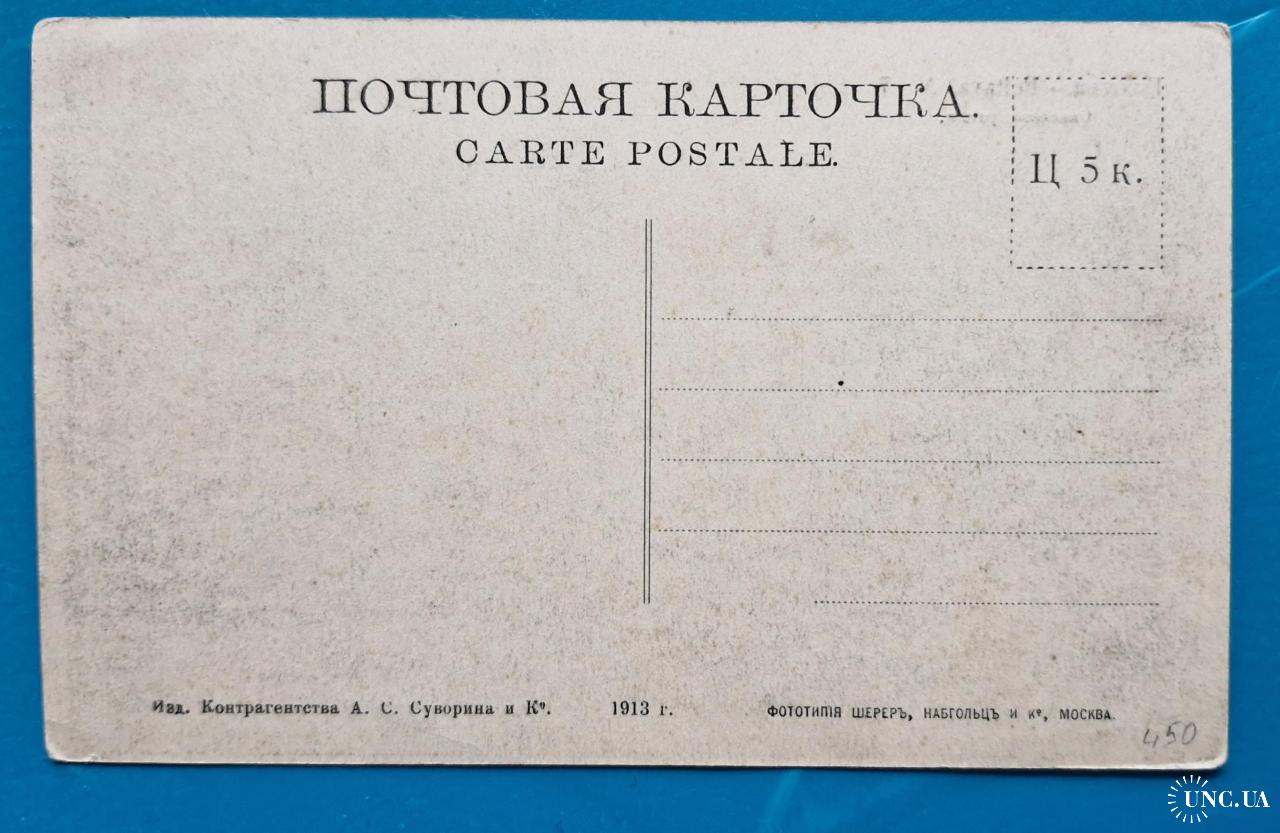 ПОЧТОВАЯ КАРТОЧКА.
CARTE POSTALE.
Ц 5 к.
Изд. Контрагентства А. С. Суворина и Кº. 1913 г.
ФОТОТИПІЯ ШЕРЕРЪ, НАБГОЛЬЦЪ И Кº, МОСКВА.
450
UNC.UA